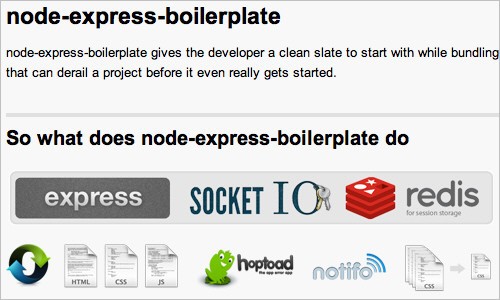 node-express-boilerplate
node-express-boilerplate gives the developer a clean slate to start with while bundling
that can derail a project before it even really gets started.
So what does node-express-boilerplate do
express
SOCKET IO
redis
for session storage
HTML
CSS
JS
hoptoad
the app error app
notifo
CSS
CSS